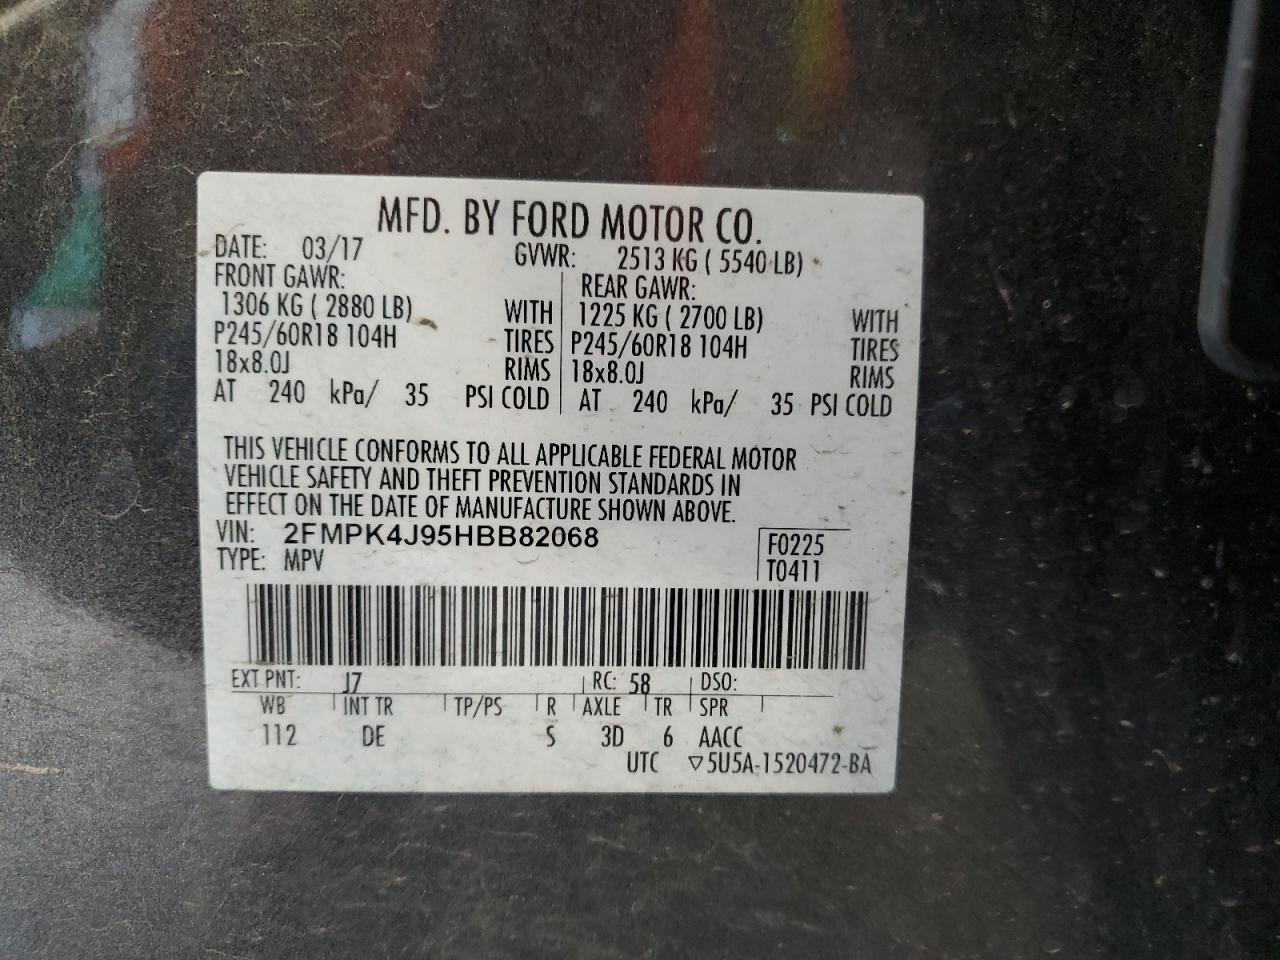 MFD. BY FORD MOTOR CO.
DATE: 03/17 GVWR: 2513 KG ( 5540 LB)
FRONT GAWR: REAR GAWR:
1306 KG ( 2880 LB) WITH 1225 KG ( 2700 LB) WITH
P245/60R18 104H TIRES P245/60R18 104H TIRES
18x8.0J RIMS 18x8.0J RIMS
AT 240 kPa/ 35 PSI COLD AT 240 kPa/ 35 PSI COLD
THIS VEHICLE CONFORMS TO ALL APPLICABLE FEDERAL MOTOR
VEHICLE SAFETY AND THEFT PREVENTION STANDARDS IN
EFFECT ON THE DATE OF MANUFACTURE SHOWN ABOVE.
VIN: 2FMPK4J95HBB82068 F0225
TYPE: MPV T0411
EXT PNT: J7 RC: 58 DSO:
WB INT TR TP/PS R AXLE TR SPR
112 DE S 3D 6 AACC
UTC ▽5U5A-1520472-BA